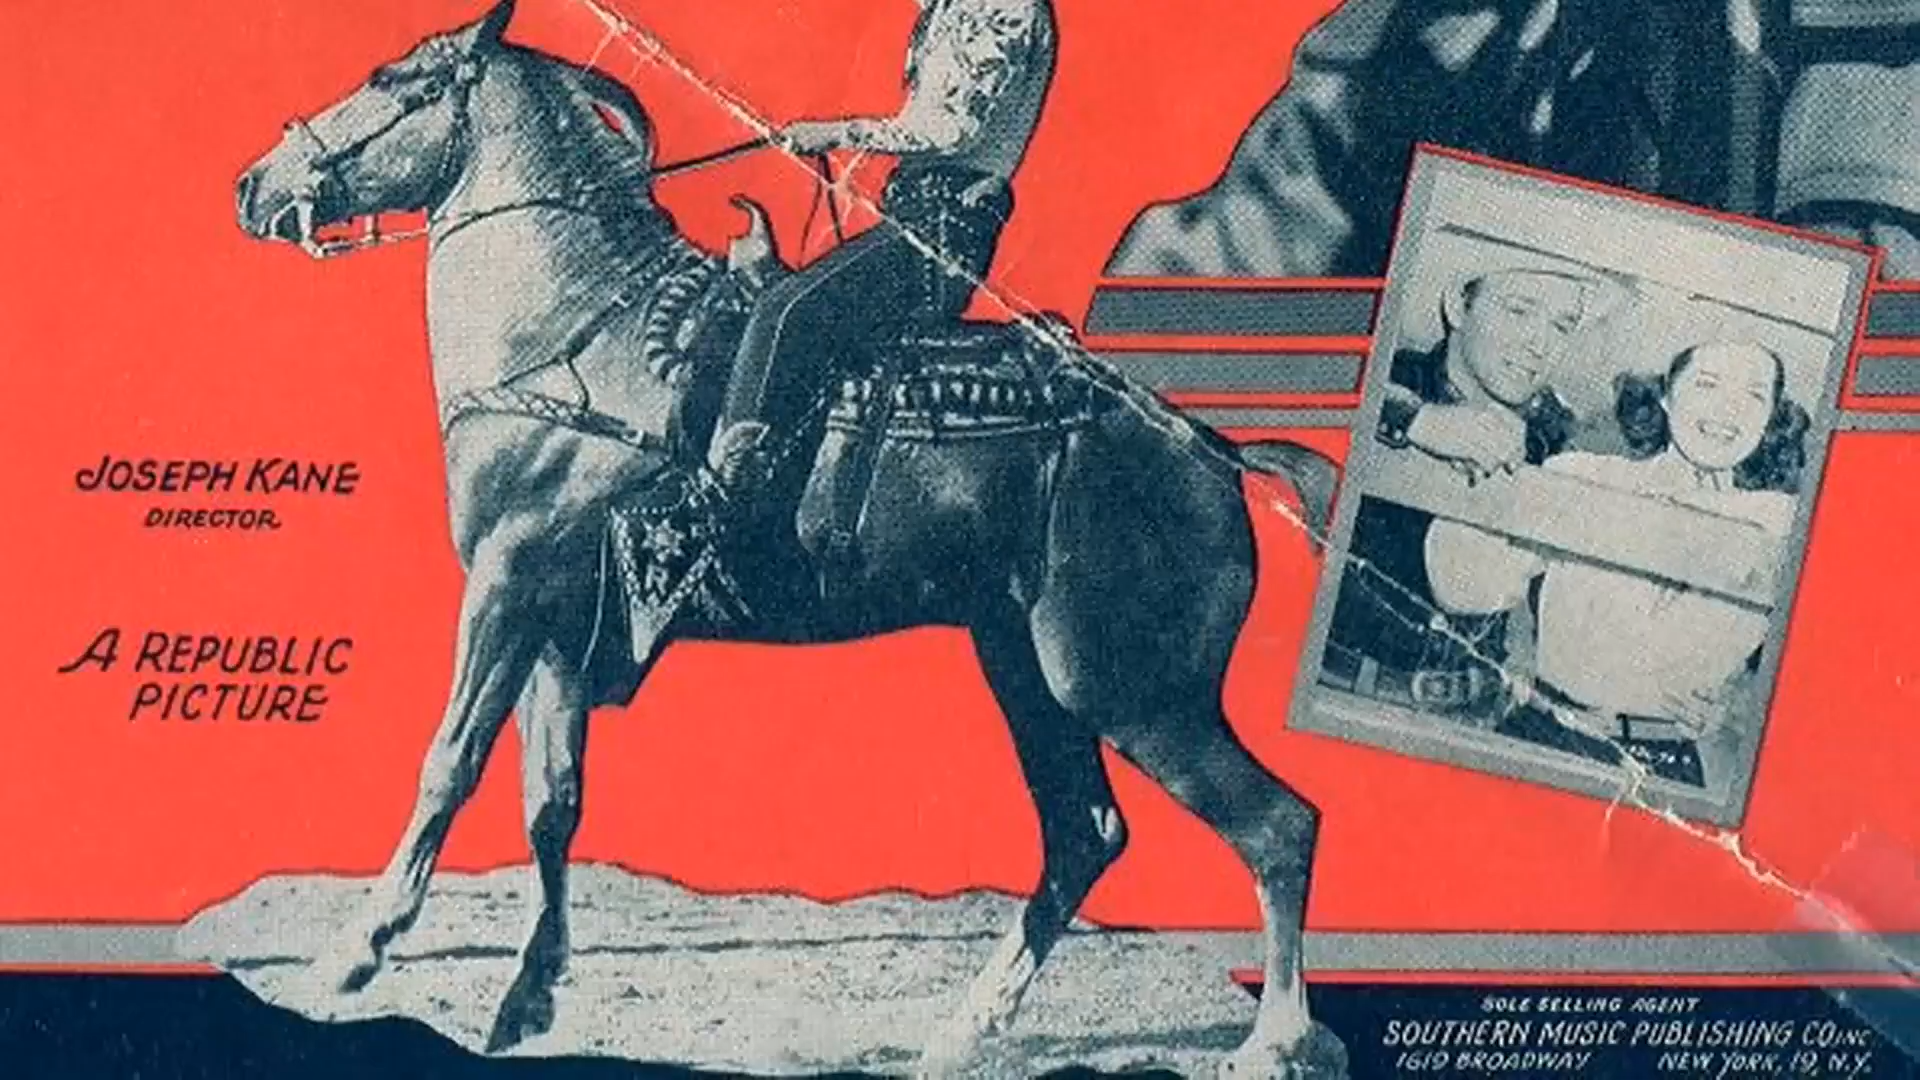 JOSEPH KANE
DIRECTOR
A REPUBLIC
PICTURE
SOLE SELLING AGENT
SOUTHERN MUSIC PUBLISHING CO. INC
1619 BROADWAY NEW YORK, 19, N.Y.